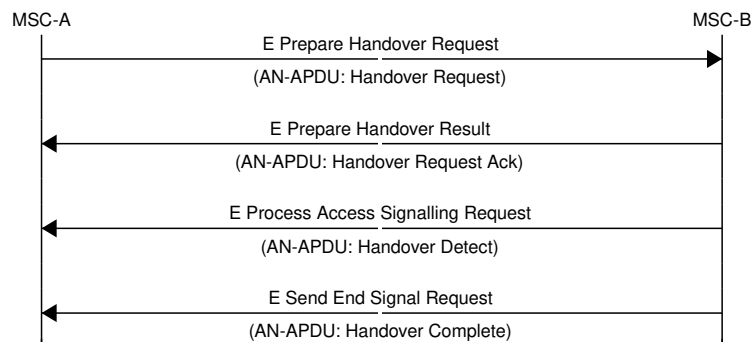 MSC-A MSC-B
E Prepare Handover Request
(AN-APDU: Handover Request)
E Prepare Handover Result
(AN-APDU: Handover Request Ack)
E Process Access Signalling Request
(AN-APDU: Handover Detect)
E Send End Signal Request
(AN-APDU: Handover Complete)